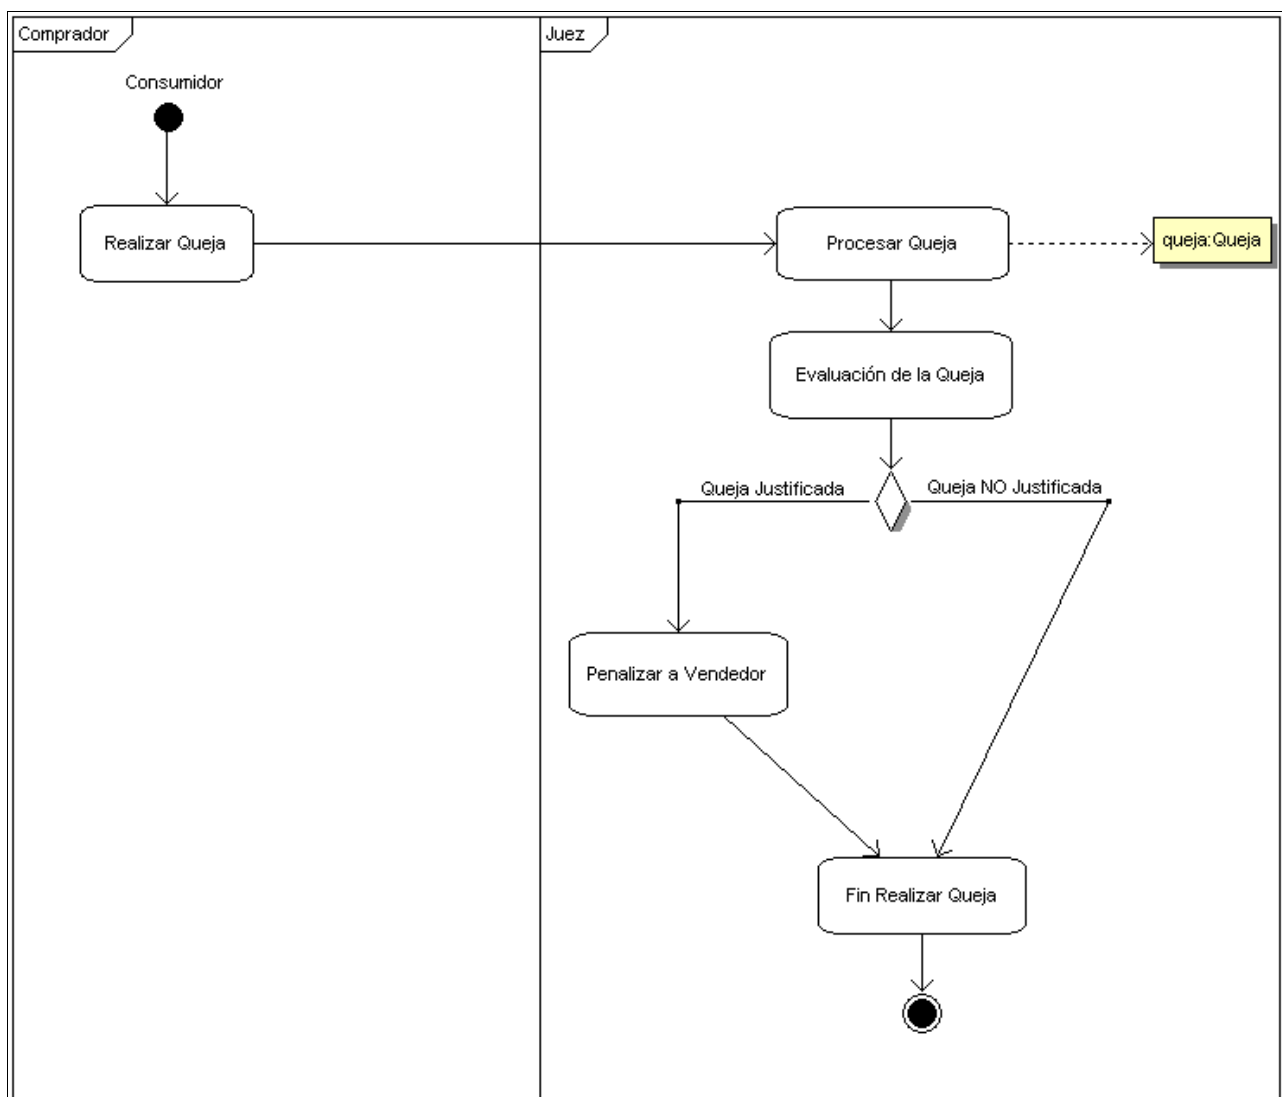 Comprador
Juez
Consumidor
Realizar Queja
Procesar Queja
queja:Queja
Evaluación de la Queja
Queja Justificada
Queja NO Justificada
Penalizar a Vendedor
Fin Realizar Queja